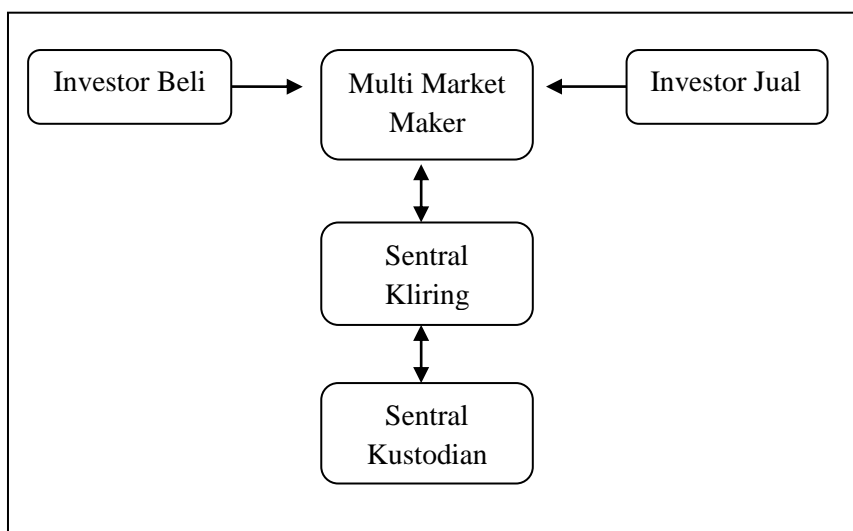 Investor Beli
Multi Market
Maker
Investor Jual
Sentral
Kliring
Sentral
Kustodian